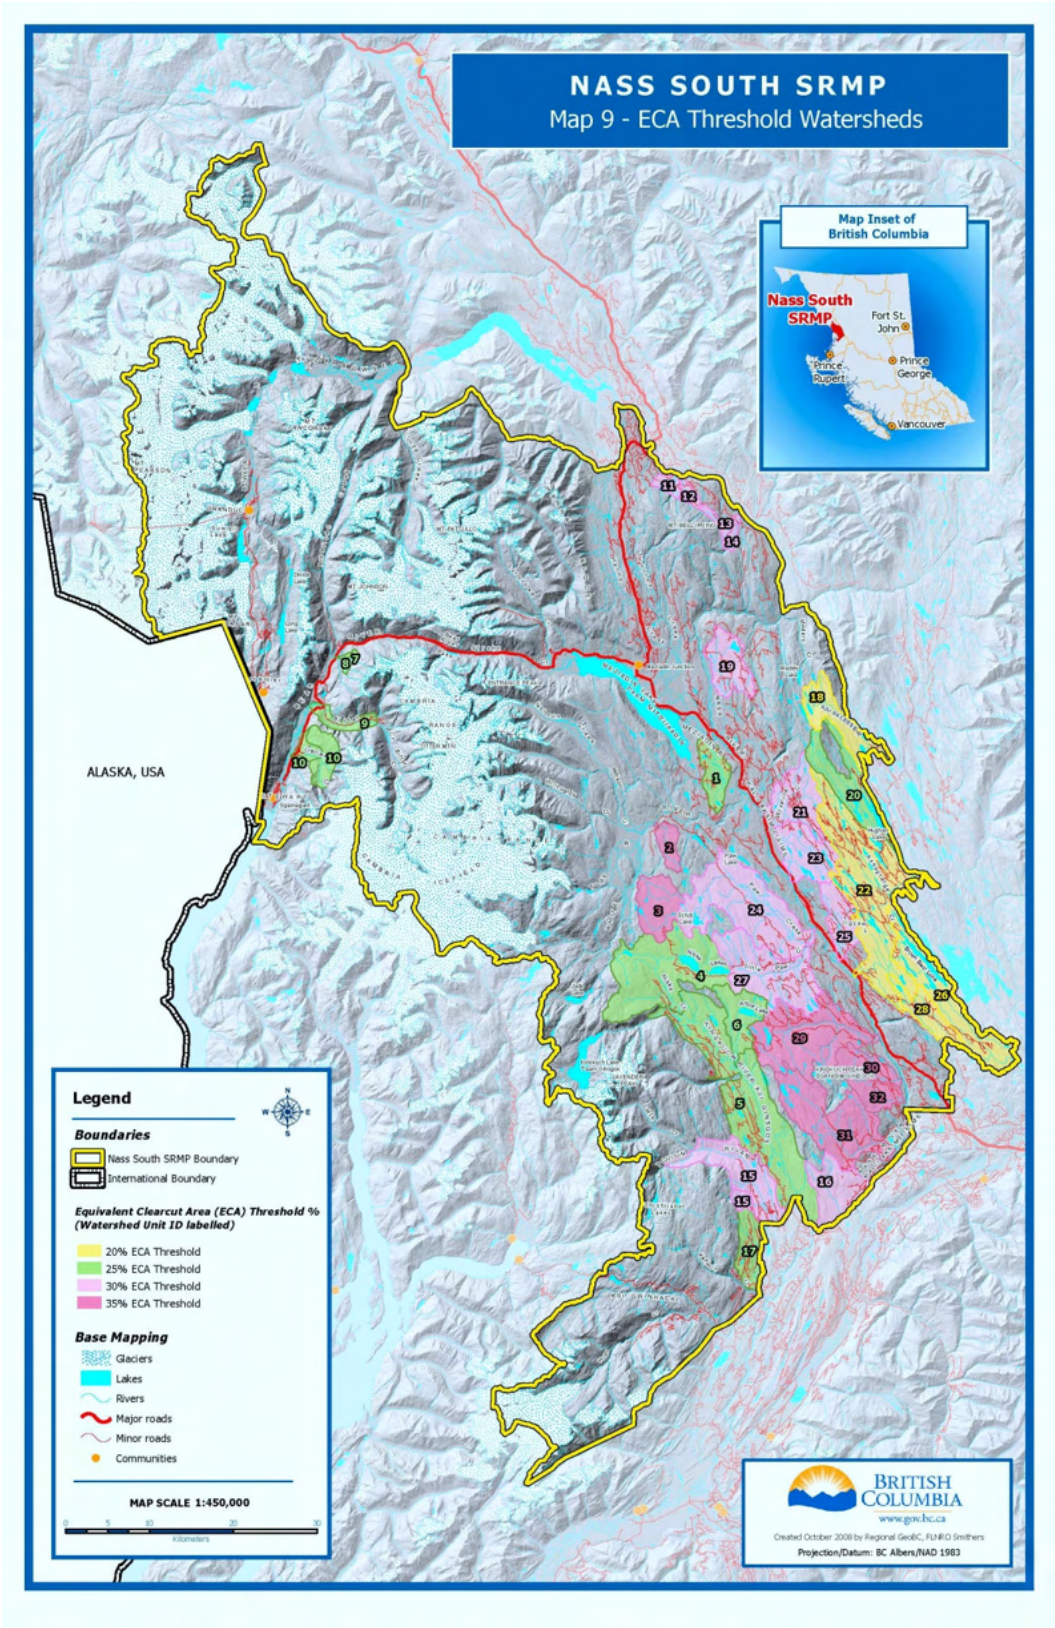 NASS SOUTH SRMP
Map 9 - ECA Threshold Watersheds
Map Inset of
British Columbia
Nass South
SRMP
Fort St.
John
Prince
Rupert
Prince
George
Vancouver
11
12
13
14
MT JOHNSON
8
7
19
18
CAMBRIA
RANGE
9
10
10
ALASKA, USA
1
20
21
2
23
22
CAMBRIA
ICEFIELD
3
24
25
4
27
26
28
6
29
30
32
5
31
15
16
15
17
Legend
N
W
E
S
Boundaries
Nass South SRMP Boundary
International Boundary
Equivalent Clearcut Area (ECA) Threshold %
(Watershed Unit ID labelled)
20% ECA Threshold
25% ECA Threshold
30% ECA Threshold
35% ECA Threshold
Base Mapping
Glaciers
Lakes
Rivers
Major roads
Minor roads
Communities
MAP SCALE 1:450,000
0 5 10 20 30
Kilometers
BRITISH
COLUMBIA
www.gov.bc.ca
Created October 2008 by Regional GeoBC, FLNRO Smithers
Projection/Datum: BC Albers/NAD 1983